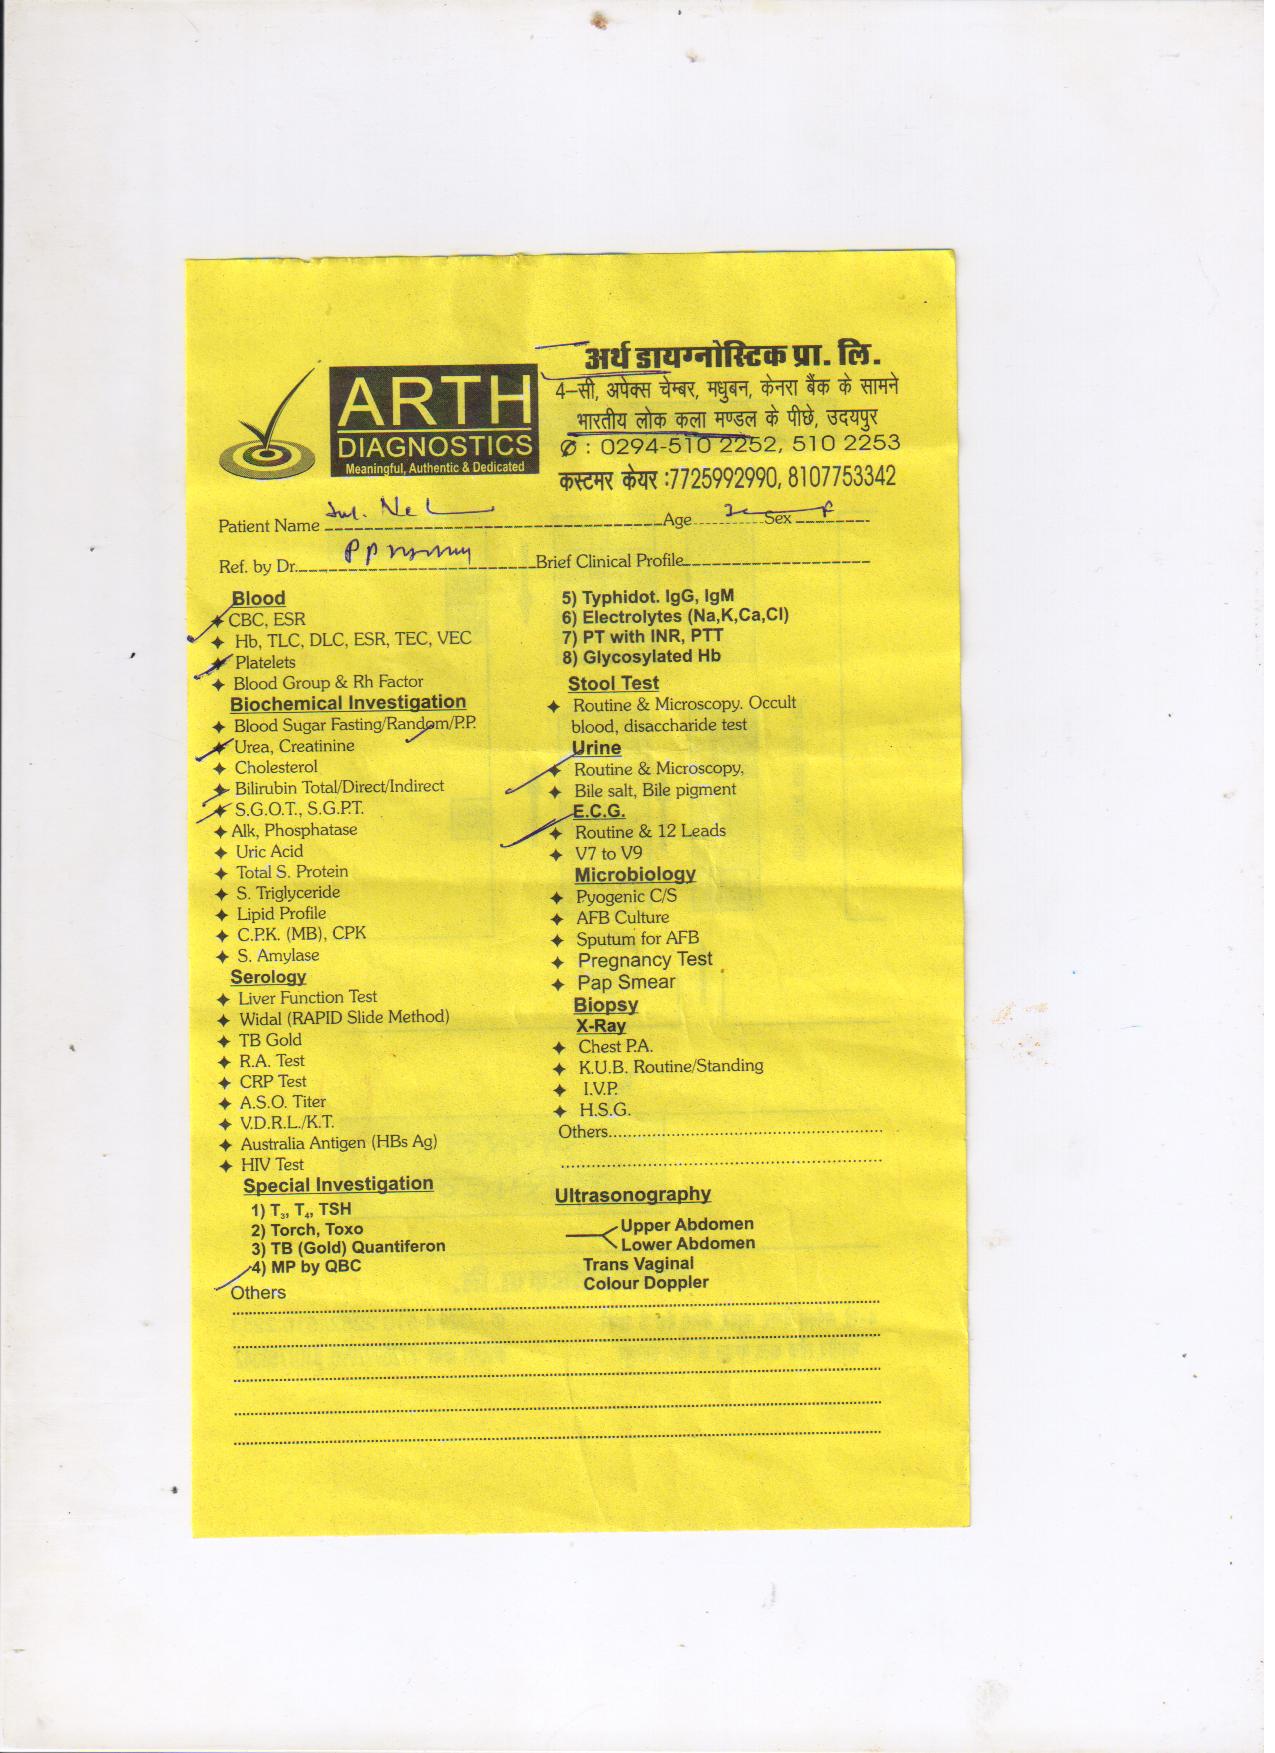 अर्थ डायग्नोस्टिक प्रा. लि.
ARTH
DIAGNOSTICS
Meaningful, Authentic & Dedicated
4-सी, अपेक्स चेम्बर, मधुबन, केनरा बैंक के सामने
भारतीय लोक कला मण्डल के पीछे, उदयपुर
✆ : 0294-510 2252, 510 2253
कस्टमर केयर :7725992990, 8107753342
Patient Name Age Sex F
Ref. by Dr. Brief Clinical Profile
Blood
CBC, ESR
Hb, TLC, DLC, ESR, TEC, VEC
Platelets
Blood Group & Rh Factor
Biochemical Investigation
Blood Sugar Fasting/Random/P.P.
Urea, Creatinine
Cholesterol
Bilirubin Total/Direct/Indirect
S.G.O.T., S.G.P.T.
Alk, Phosphatase
Uric Acid
Total S. Protein
S. Triglyceride
Lipid Profile
C.P.K. (MB), CPK
S. Amylase
Serology
Liver Function Test
Widal (RAPID Slide Method)
TB Gold
R.A. Test
CRP Test
A.S.O. Titer
V.D.R.L./K.T.
Australia Antigen (HBs Ag)
HIV Test
Special Investigation
1) T3, T4, TSH
2) Torch, Toxo
3) TB (Gold) Quantiferon
4) MP by QBC
Others
5) Typhidot. IgG, IgM
6) Electrolytes (Na,K,Ca,Cl)
7) PT with INR, PTT
8) Glycosylated Hb
Stool Test
Routine & Microscopy. Occult
blood, disaccharide test
Urine
Routine & Microscopy,
Bile salt, Bile pigment
E.C.G.
Routine & 12 Leads
V7 to V9
Microbiology
Pyogenic C/S
AFB Culture
Sputum for AFB
Pregnancy Test
Pap Smear
Biopsy
X-Ray
Chest P.A.
K.U.B. Routine/Standing
I.V.P.
H.S.G.
Others
Ultrasonography
Upper Abdomen
Lower Abdomen
Trans Vaginal
Colour Doppler